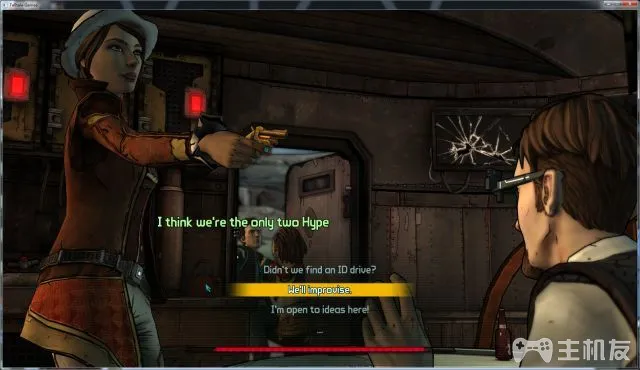 Telltale Games
I think we're the only two Hype
Didn't we find an ID drive?
We'll improvise.
I'm open to ideas here!
...
主机友